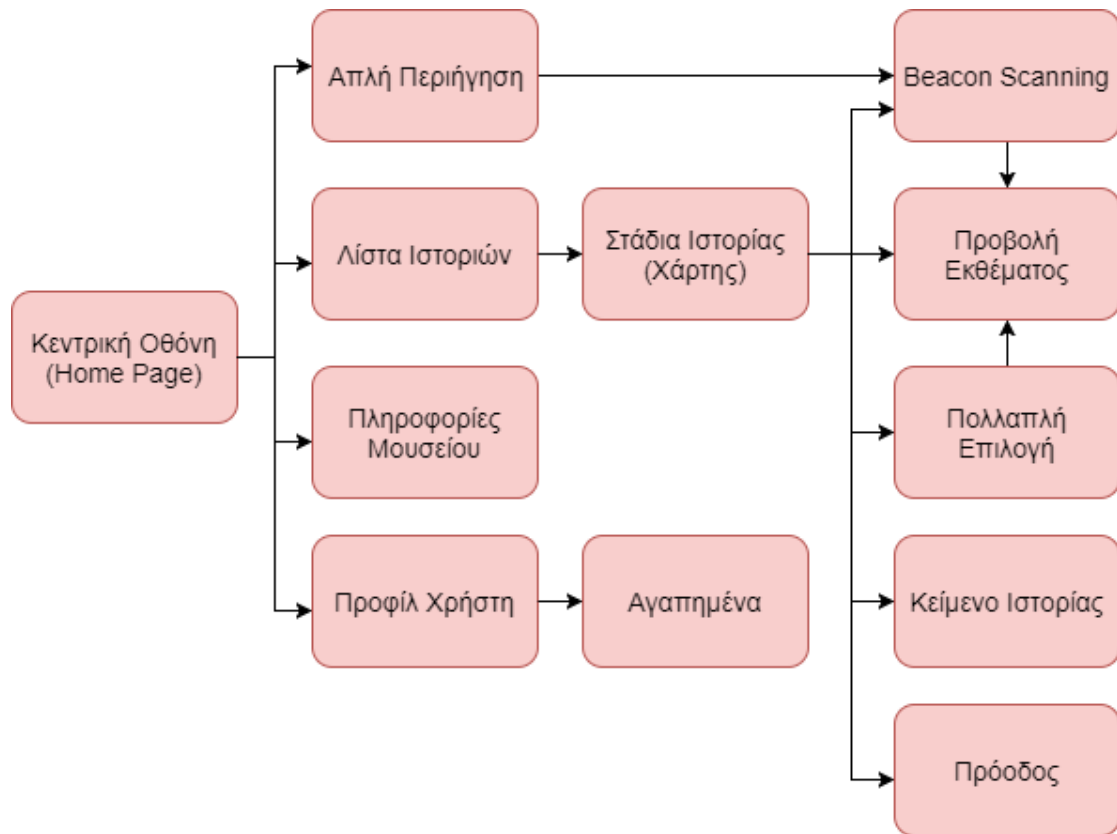 Απλή Περιήγηση
Beacon Scanning
Λίστα Ιστοριών
Στάδια Ιστορίας
(Χάρτης)
Προβολή
Εκθέματος
Κεντρική Οθόνη
(Home Page)
Πληροφορίες
Μουσείου
Πολλαπλή
Επιλογή
Προφίλ Χρήστη
Αγαπημένα
Κείμενο Ιστορίας
Πρόοδος